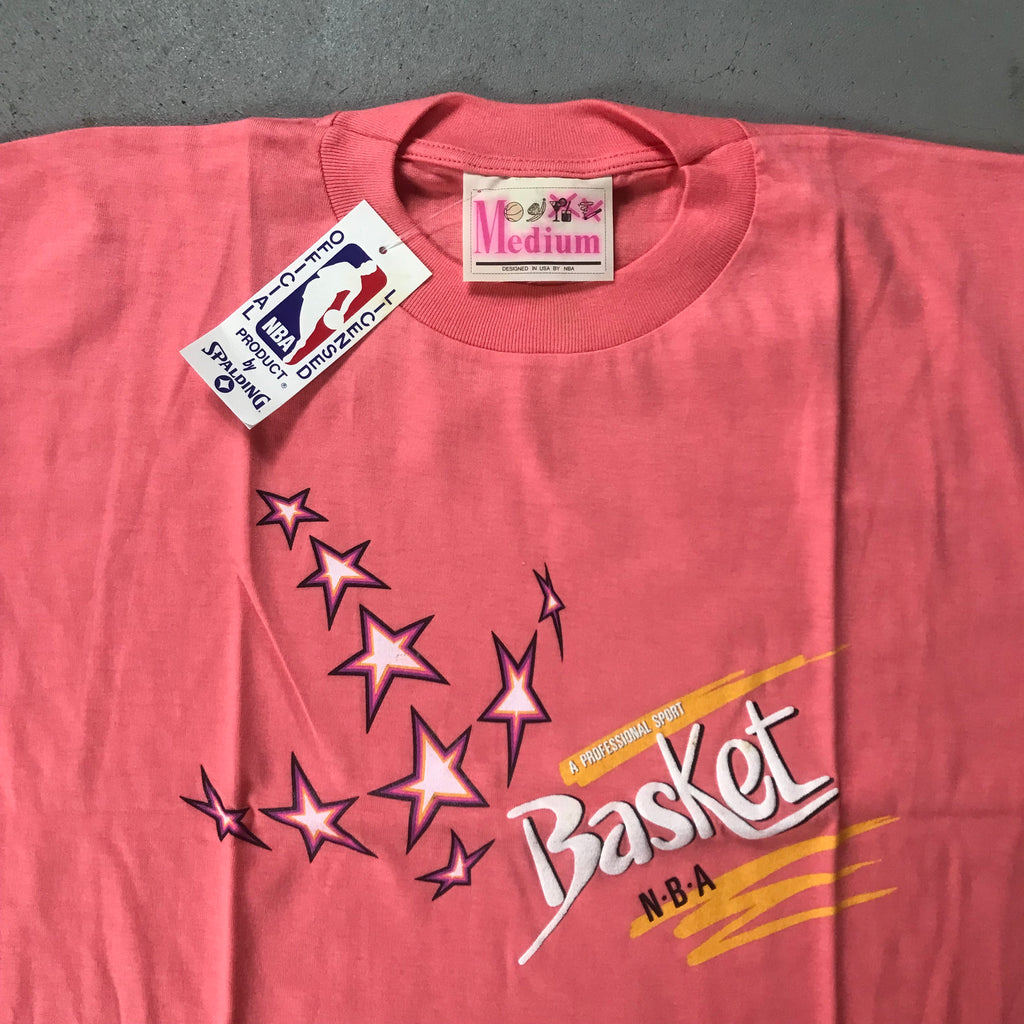 Medium
DESIGNED IN USA BY NBA
OFFICIAL LICENSED
NBA
PRODUCT ®
by
SPALDING
A PROFESSIONAL SPORT
Basket
N·B·A